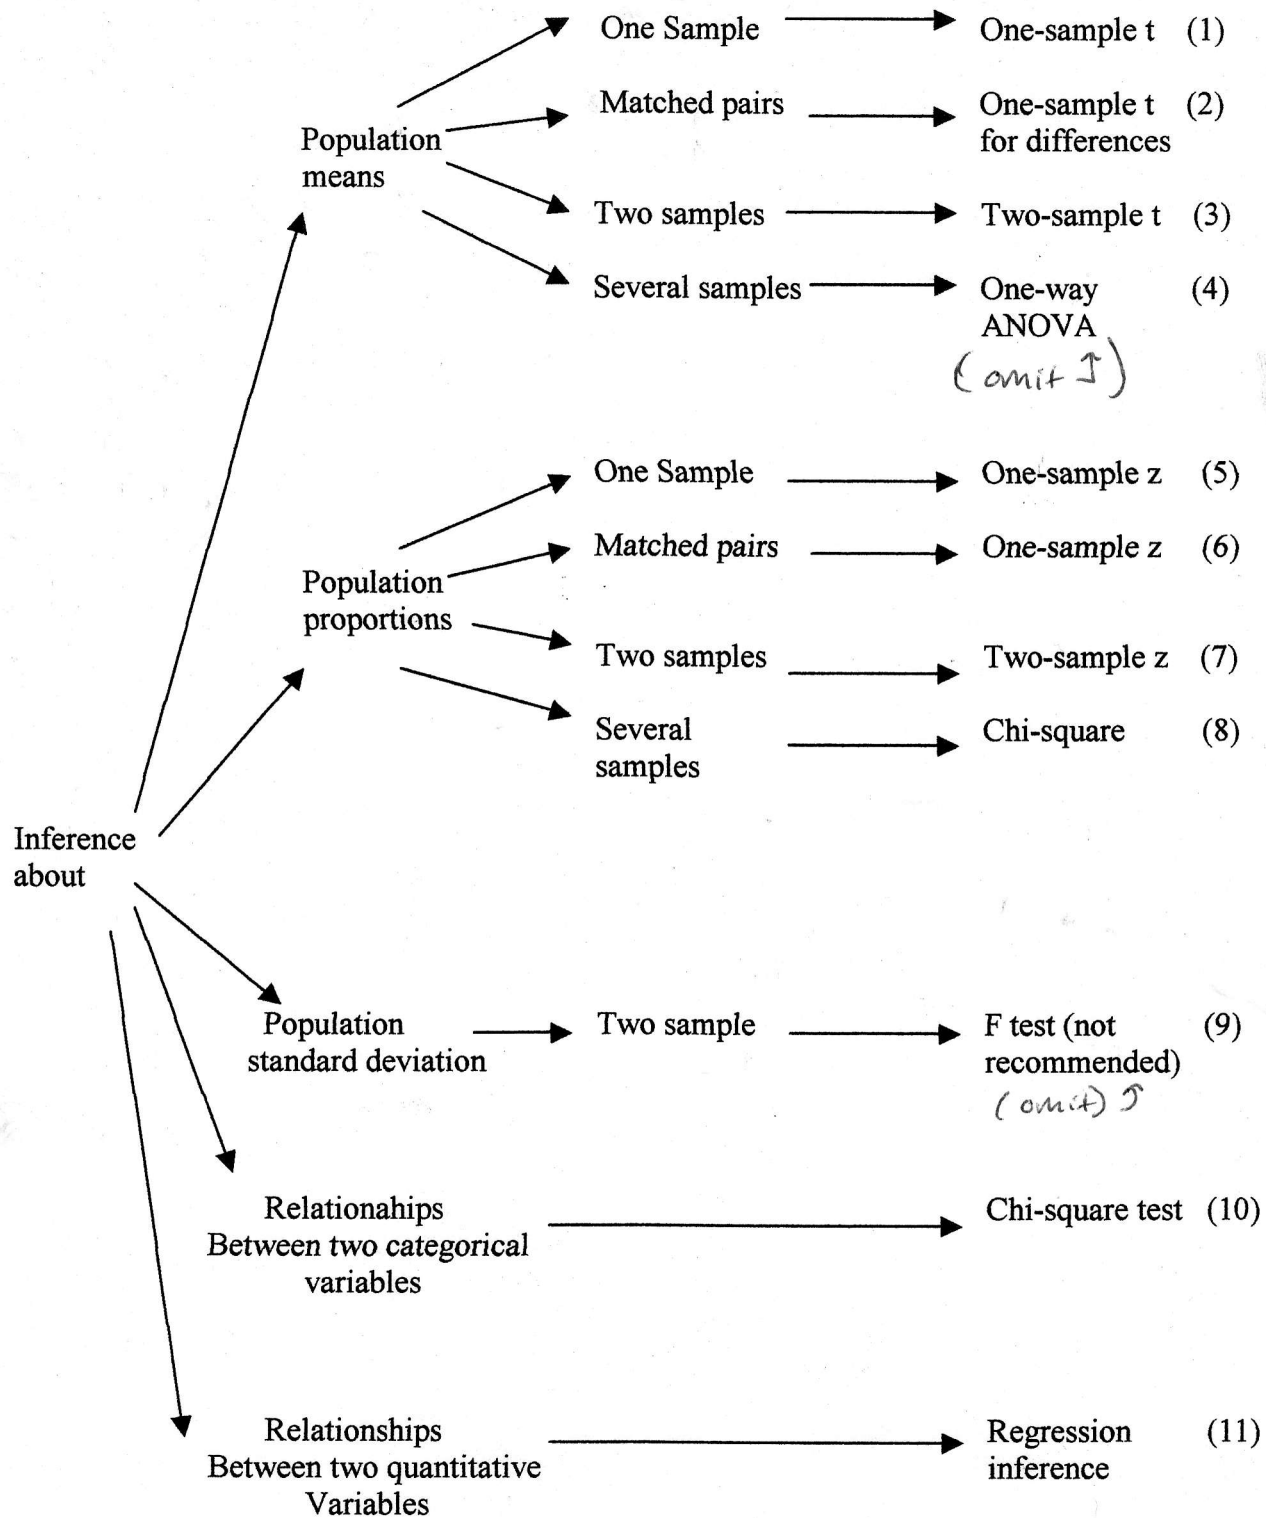 One Sample One-sample t (1)
Matched pairs One-sample t (2)
for differences
Population
means
Two samples Two-sample t (3)
Several samples One-way (4)
ANOVA
(omit ↑)
One Sample One-sample z (5)
Matched pairs One-sample z (6)
Population
proportions
Two samples Two-sample z (7)
Several Chi-square (8)
samples
Inference
about
Population Two sample F test (not (9)
standard deviation recommended)
(omit) ↑
Relationahips Chi-square test (10)
Between two categorical
variables
Relationships Regression (11)
Between two quantitative inference
Variables